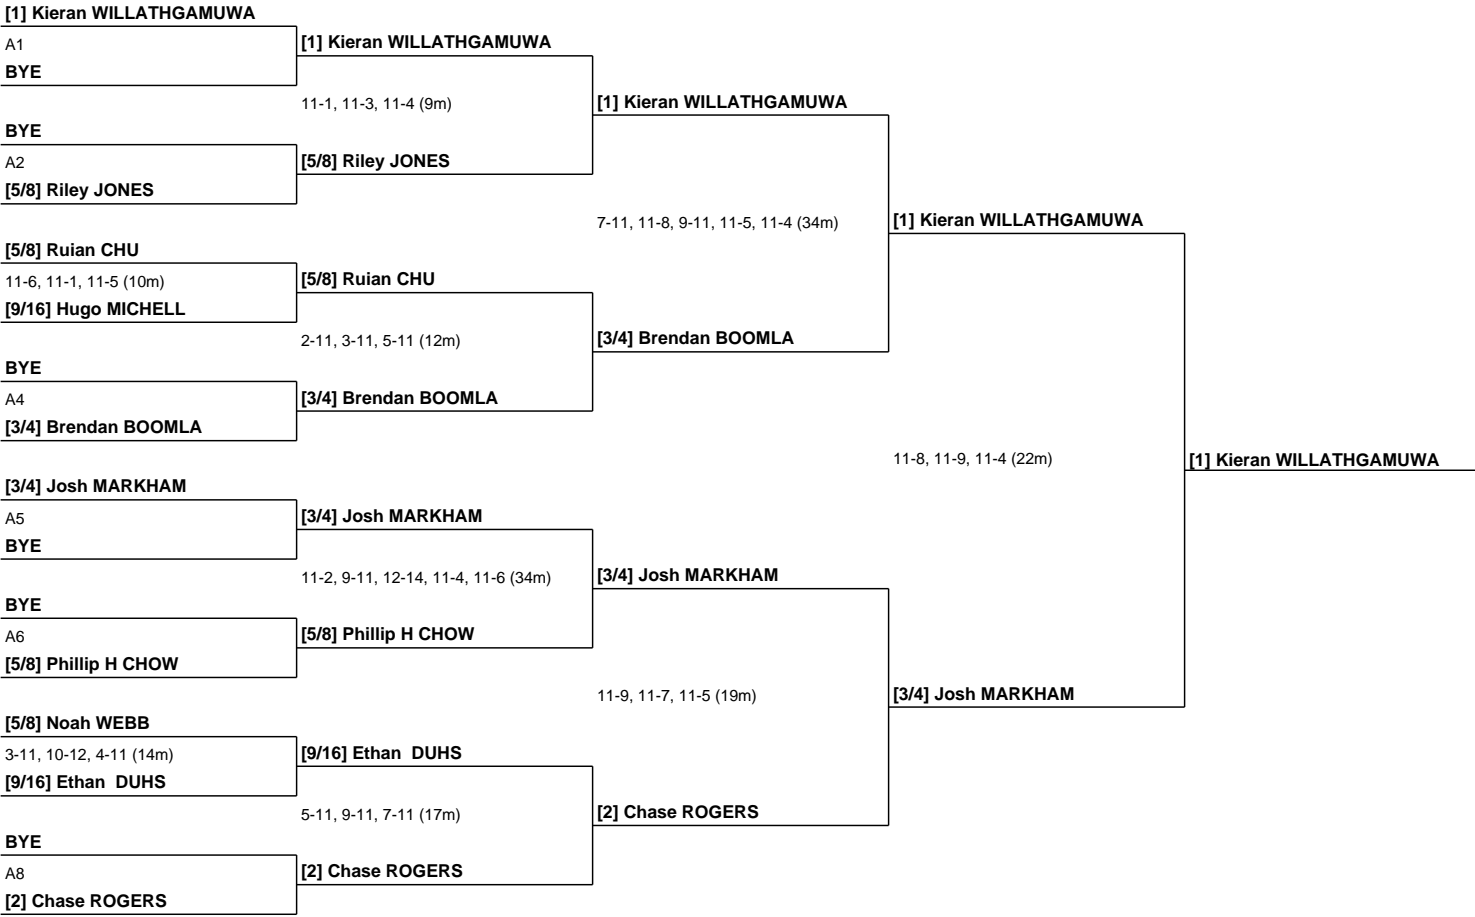 [1] Kieran WILLATHGAMUWA
A1
BYE
BYE
A2
[5/8] Riley JONES
[5/8] Ruian CHU
11-6, 11-1, 11-5 (10m)
[9/16] Hugo MICHELL
BYE
A4
[3/4] Brendan BOOMLA
[3/4] Josh MARKHAM
A5
BYE
BYE
A6
[5/8] Phillip H CHOW
[5/8] Noah WEBB
3-11, 10-12, 4-11 (14m)
[9/16] Ethan  DUHS
BYE
A8
[2] Chase ROGERS
[1] Kieran WILLATHGAMUWA
11-1, 11-3, 11-4 (9m)
[5/8] Riley JONES
[5/8] Ruian CHU
2-11, 3-11, 5-11 (12m)
[3/4] Brendan BOOMLA
[3/4] Josh MARKHAM
11-2, 9-11, 12-14, 11-4, 11-6 (34m)
[5/8] Phillip H CHOW
[9/16] Ethan  DUHS
5-11, 9-11, 7-11 (17m)
[2] Chase ROGERS
[1] Kieran WILLATHGAMUWA
7-11, 11-8, 9-11, 11-5, 11-4 (34m)
[3/4] Brendan BOOMLA
[3/4] Josh MARKHAM
11-9, 11-7, 11-5 (19m)
[2] Chase ROGERS
[1] Kieran WILLATHGAMUWA
11-8, 11-9, 11-4 (22m)
[3/4] Josh MARKHAM
[1] Kieran WILLATHGAMUWA